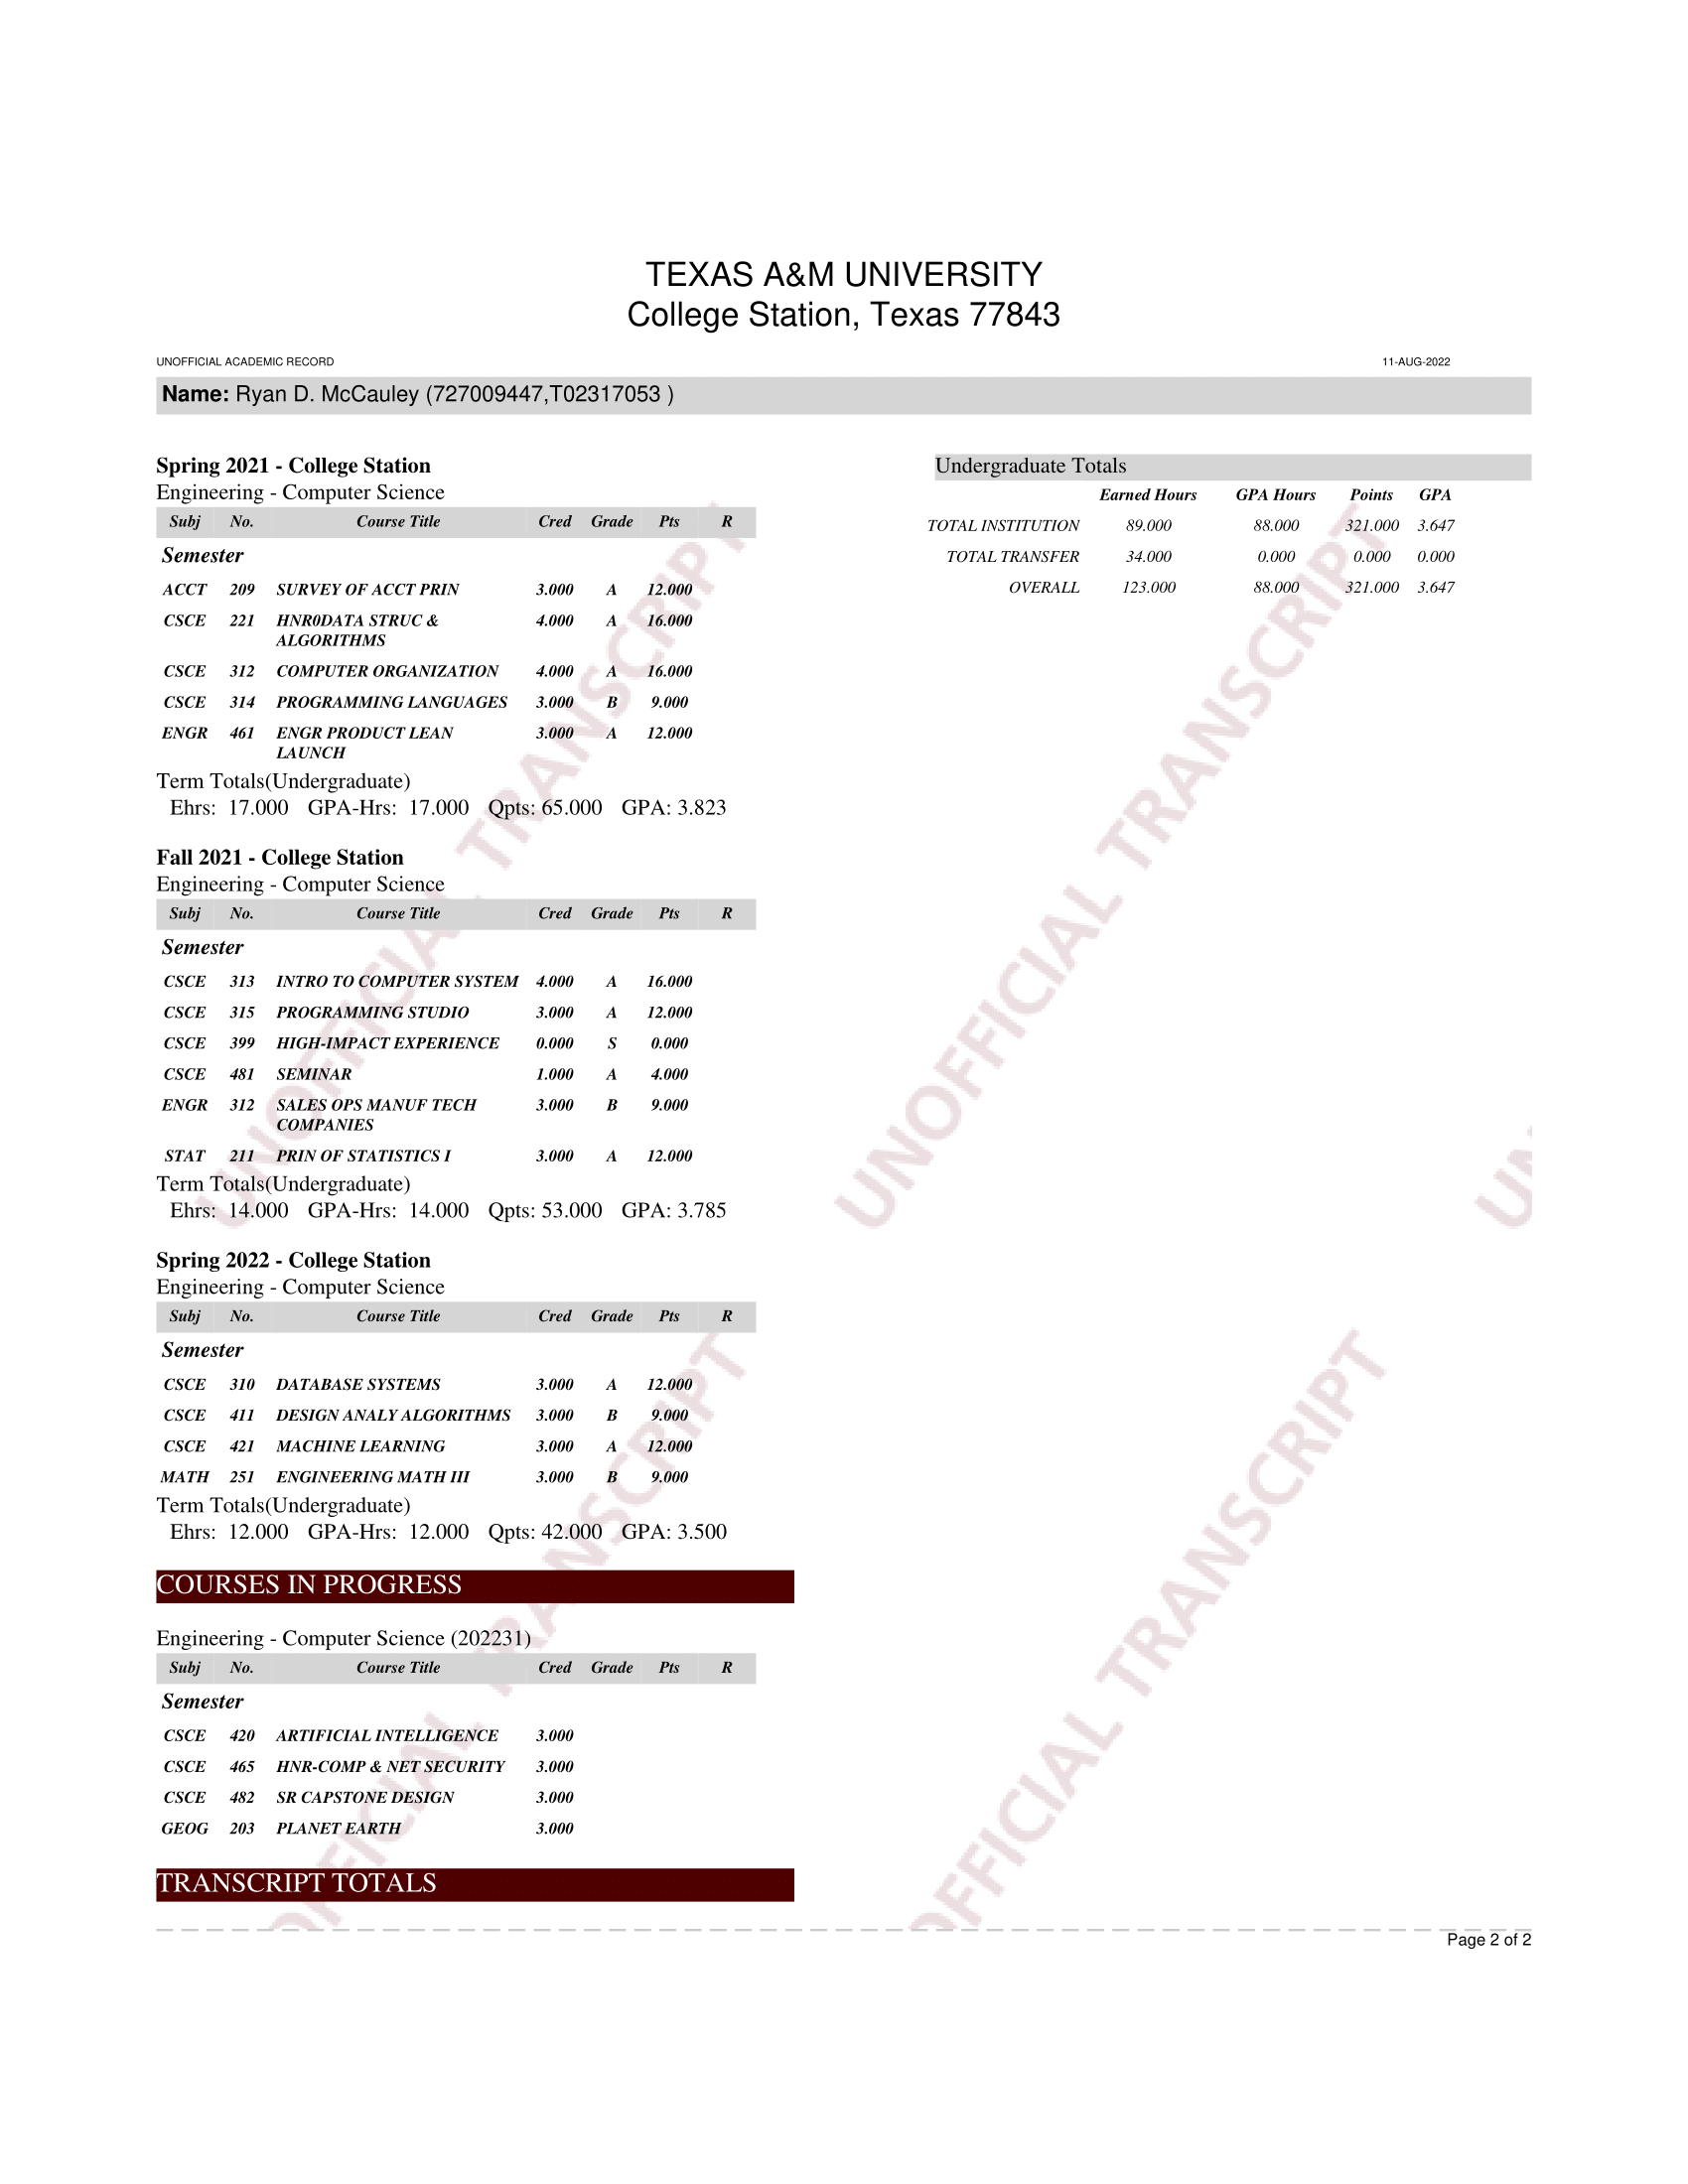 TEXAS A&M UNIVERSITY
College Station, Texas 77843
UNOFFICIAL ACADEMIC RECORD 11-AUG-2022
Name: Ryan D. McCauley (727009447,T02317053 )
Spring 2021 - College Station
Engineering - Computer Science
Subj No. Course Title Cred Grade Pts R
Semester
ACCT 209 SURVEY OF ACCT PRIN 3.000 A 12.000
CSCE 221 HNR0DATA STRUC & 4.000 A 16.000
ALGORITHMS
CSCE 312 COMPUTER ORGANIZATION 4.000 A 16.000
CSCE 314 PROGRAMMING LANGUAGES 3.000 B 9.000
ENGR 461 ENGR PRODUCT LEAN 3.000 A 12.000
LAUNCH
Term Totals(Undergraduate)
Ehrs: 17.000 GPA-Hrs: 17.000 Qpts: 65.000 GPA: 3.823
Fall 2021 - College Station
Engineering - Computer Science
Subj No. Course Title Cred Grade Pts R
Semester
CSCE 313 INTRO TO COMPUTER SYSTEM 4.000 A 16.000
CSCE 315 PROGRAMMING STUDIO 3.000 A 12.000
CSCE 399 HIGH-IMPACT EXPERIENCE 0.000 S 0.000
CSCE 481 SEMINAR 1.000 A 4.000
ENGR 312 SALES OPS MANUF TECH 3.000 B 9.000
COMPANIES
STAT 211 PRIN OF STATISTICS I 3.000 A 12.000
Term Totals(Undergraduate)
Ehrs: 14.000 GPA-Hrs: 14.000 Qpts: 53.000 GPA: 3.785
Spring 2022 - College Station
Engineering - Computer Science
Subj No. Course Title Cred Grade Pts R
Semester
CSCE 310 DATABASE SYSTEMS 3.000 A 12.000
CSCE 411 DESIGN ANALY ALGORITHMS 3.000 B 9.000
CSCE 421 MACHINE LEARNING 3.000 A 12.000
MATH 251 ENGINEERING MATH III 3.000 B 9.000
Term Totals(Undergraduate)
Ehrs: 12.000 GPA-Hrs: 12.000 Qpts: 42.000 GPA: 3.500
COURSES IN PROGRESS
Engineering - Computer Science (202231)
Subj No. Course Title Cred Grade Pts R
Semester
CSCE 420 ARTIFICIAL INTELLIGENCE 3.000
CSCE 465 HNR-COMP & NET SECURITY 3.000
CSCE 482 SR CAPSTONE DESIGN 3.000
GEOG 203 PLANET EARTH 3.000
TRANSCRIPT TOTALS
Undergraduate Totals
Earned Hours GPA Hours Points GPA
TOTAL INSTITUTION 89.000 88.000 321.000 3.647
TOTAL TRANSFER 34.000 0.000 0.000 0.000
OVERALL 123.000 88.000 321.000 3.647
UNOFFICIAL TRANSCRIPT
UNOFFICIAL TRANSCRIPT
UN
OFFICIAL TRANSCRIPT
OFFICIAL TRANSCRIPT
Page 2 of 2